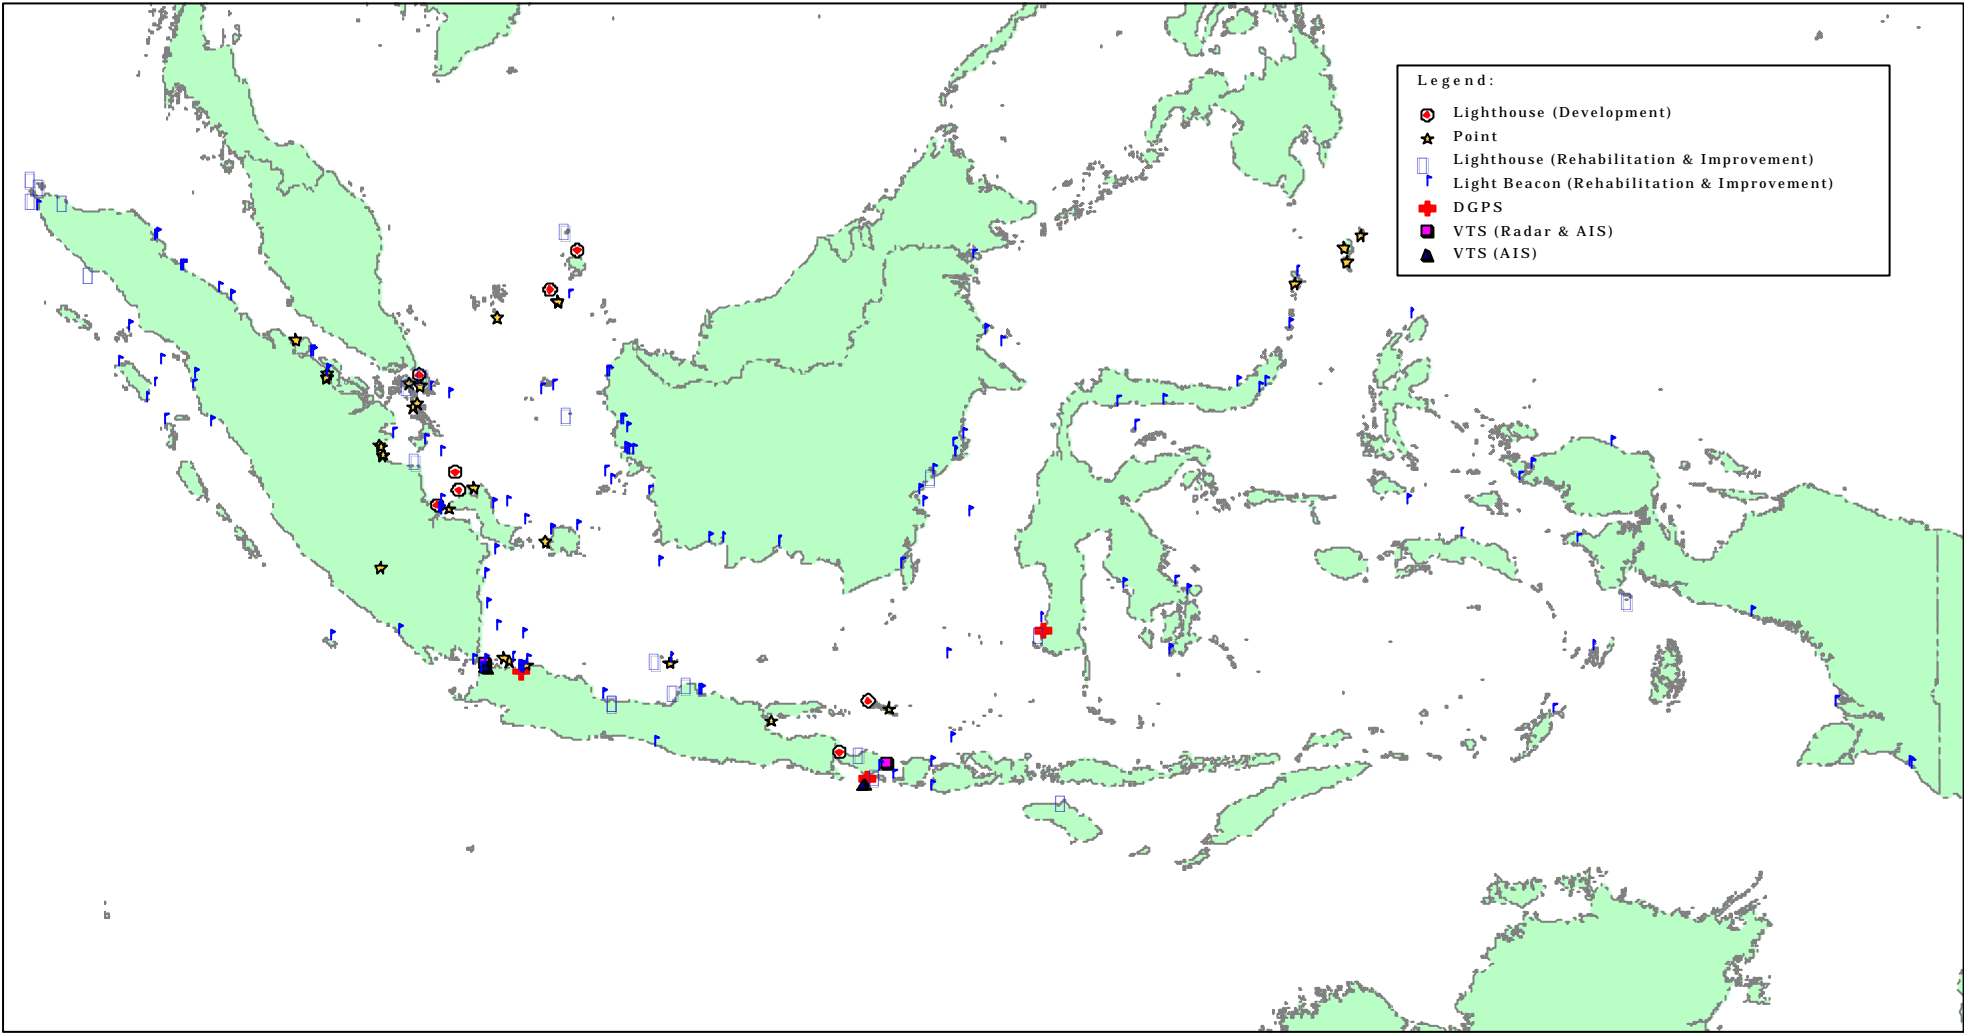 Legend:
Lighthouse (Development)
Point
Lighthouse (Rehabilitation & Improvement)
Light Beacon (Rehabilitation & Improvement)
DGPS
VTS (Radar & AIS)
VTS (AIS)